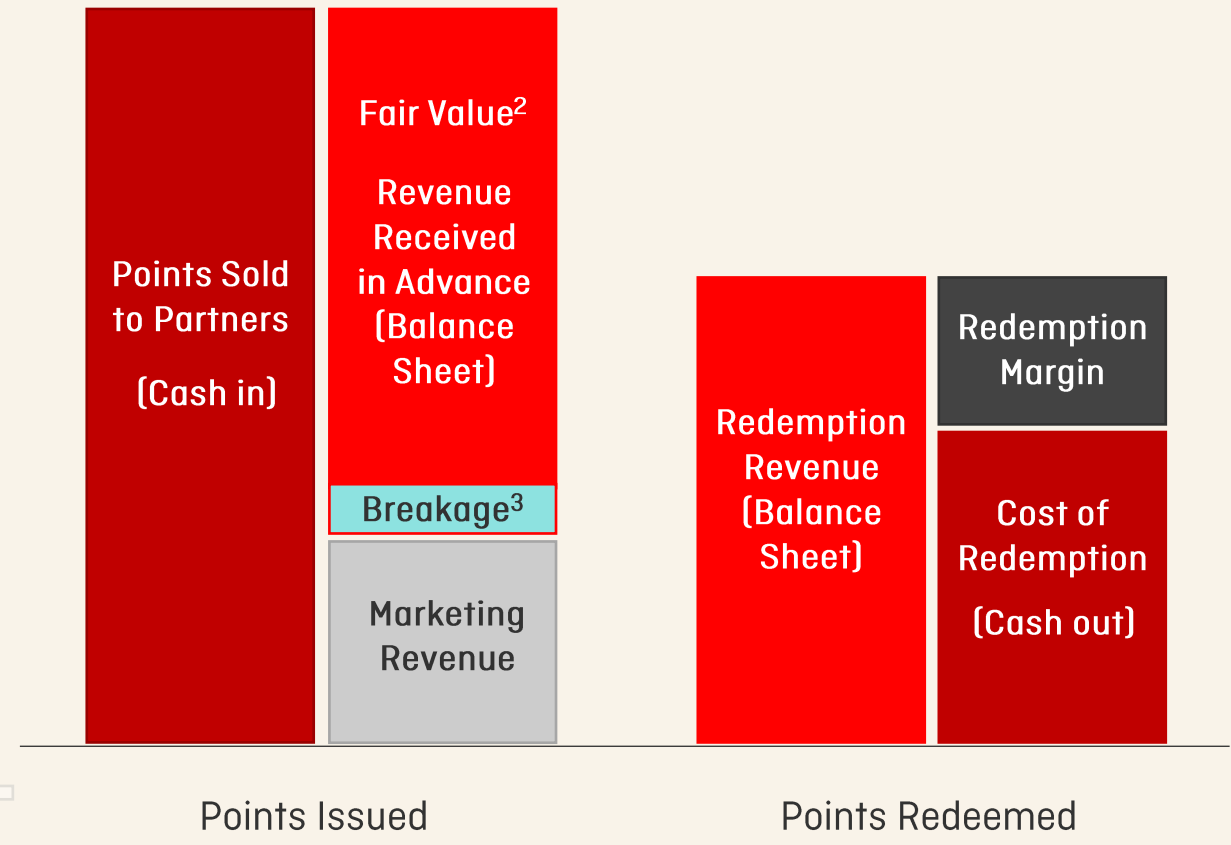 Points Sold
to Partners
(Cash in)
Fair Value²
Revenue
Received
in Advance
(Balance
Sheet)
Breakage³
Marketing
Revenue
Redemption
Revenue
(Balance
Sheet)
Redemption
Margin
Cost of
Redemption
(Cash out)
Points Issued
Points Redeemed